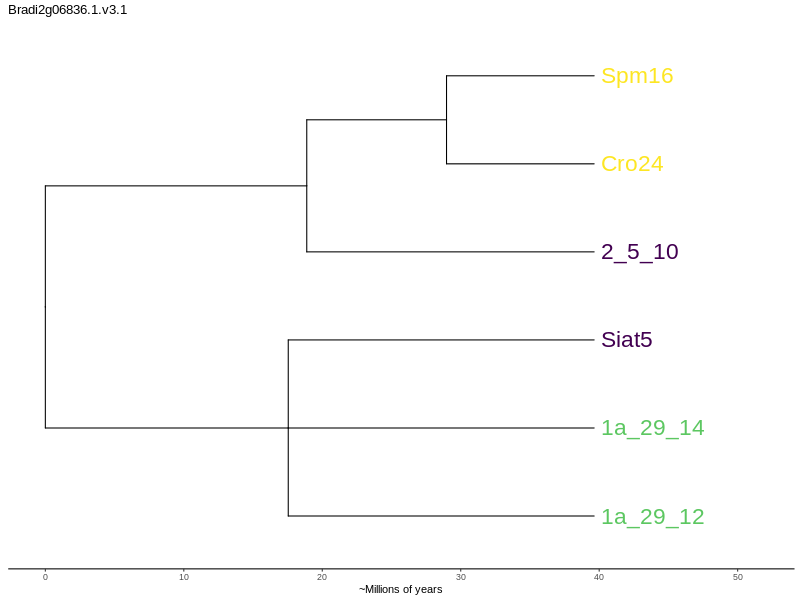 Bradi2g06836.1.v3.1
Spm16
Cro24
2_5_10
Siat5
1a_29_14
1a_29_12
0 10 20 30 40 50
~Millions of years